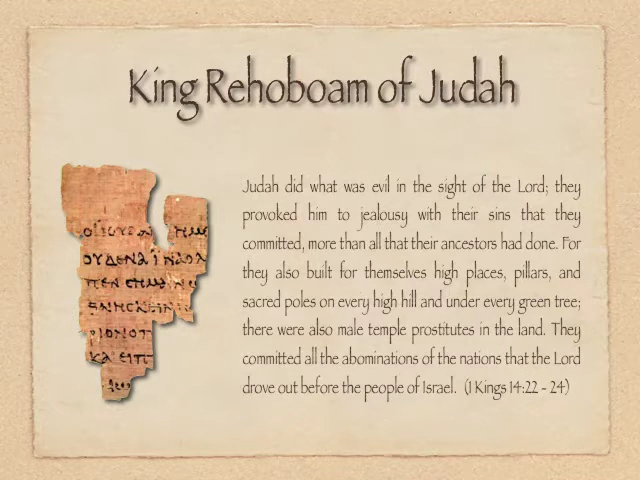 King Rehoboam of Judah
Judah did what was evil in the sight of the Lord; they
provoked him to jealousy with their sins that they
committed, more than all that their ancestors had done. For
they also built for themselves high places, pillars, and
sacred poles on every high hill and under every green tree;
there were also male temple prostitutes in the land. They
committed all the abominations of the nations that the Lord
drove out before the people of Israel. (1 Kings 14:22 - 24)
ΟΥΔΕΝΑ ΙΝΑΟΛ